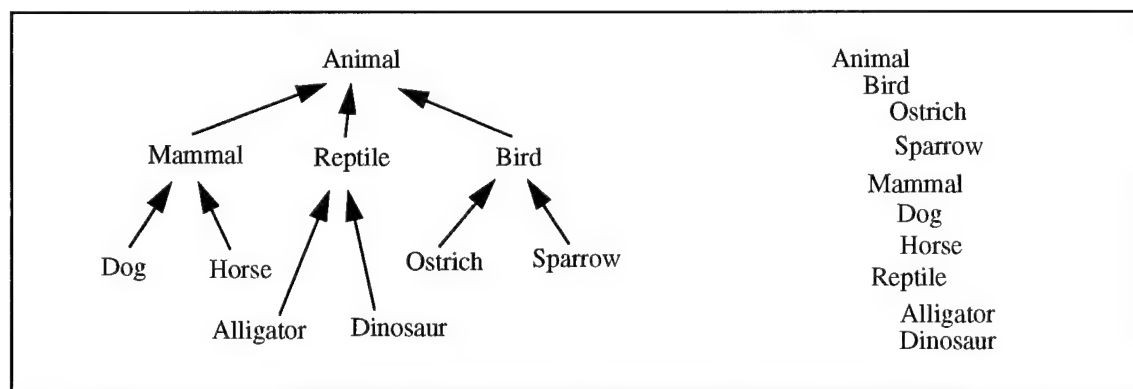 Animal
Mammal Reptile Bird
Dog Horse Ostrich Sparrow
Alligator Dinosaur
Animal
Bird
Ostrich
Sparrow
Mammal
Dog
Horse
Reptile
Alligator
Dinosaur